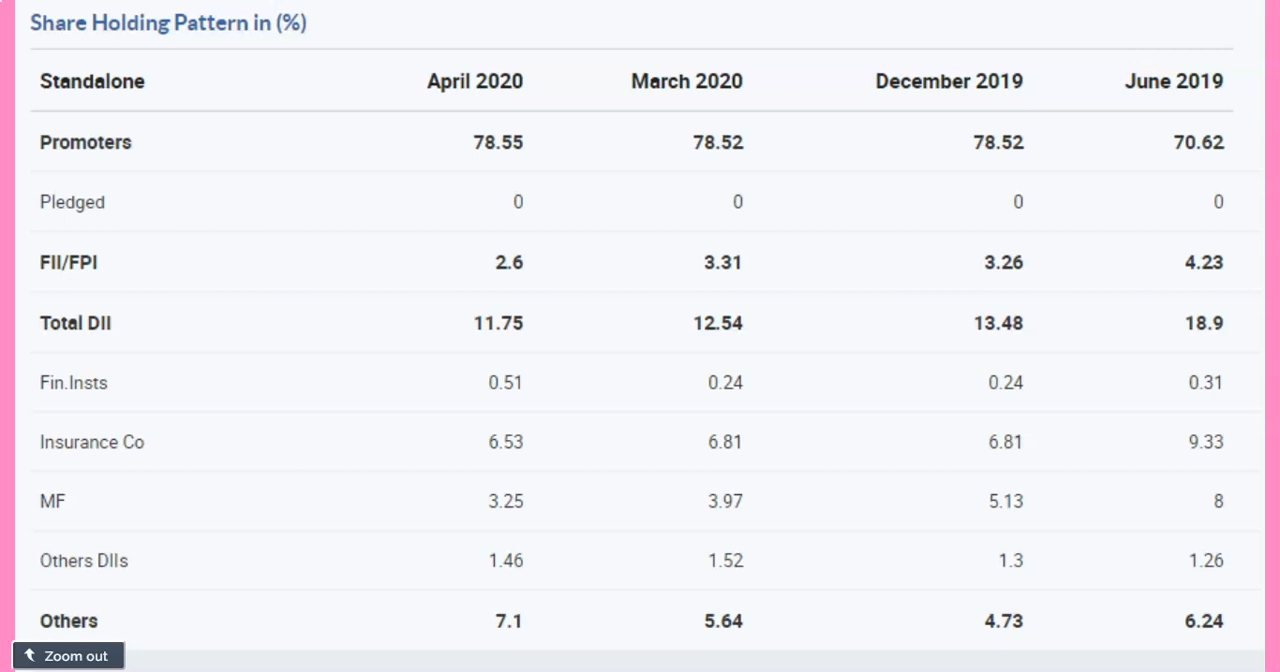 Share Holding Pattern in (%)
Standalone April 2020 March 2020 December 2019 June 2019
Promoters 78.55 78.52 78.52 70.62
Pledged 0 0 0 0
FII/FPI 2.6 3.31 3.26 4.23
Total DII 11.75 12.54 13.48 18.9
Fin.Insts 0.51 0.24 0.24 0.31
Insurance Co 6.53 6.81 6.81 9.33
MF 3.25 3.97 5.13 8
Others DIIs 1.46 1.52 1.3 1.26
Others 7.1 5.64 4.73 6.24
Zoom out